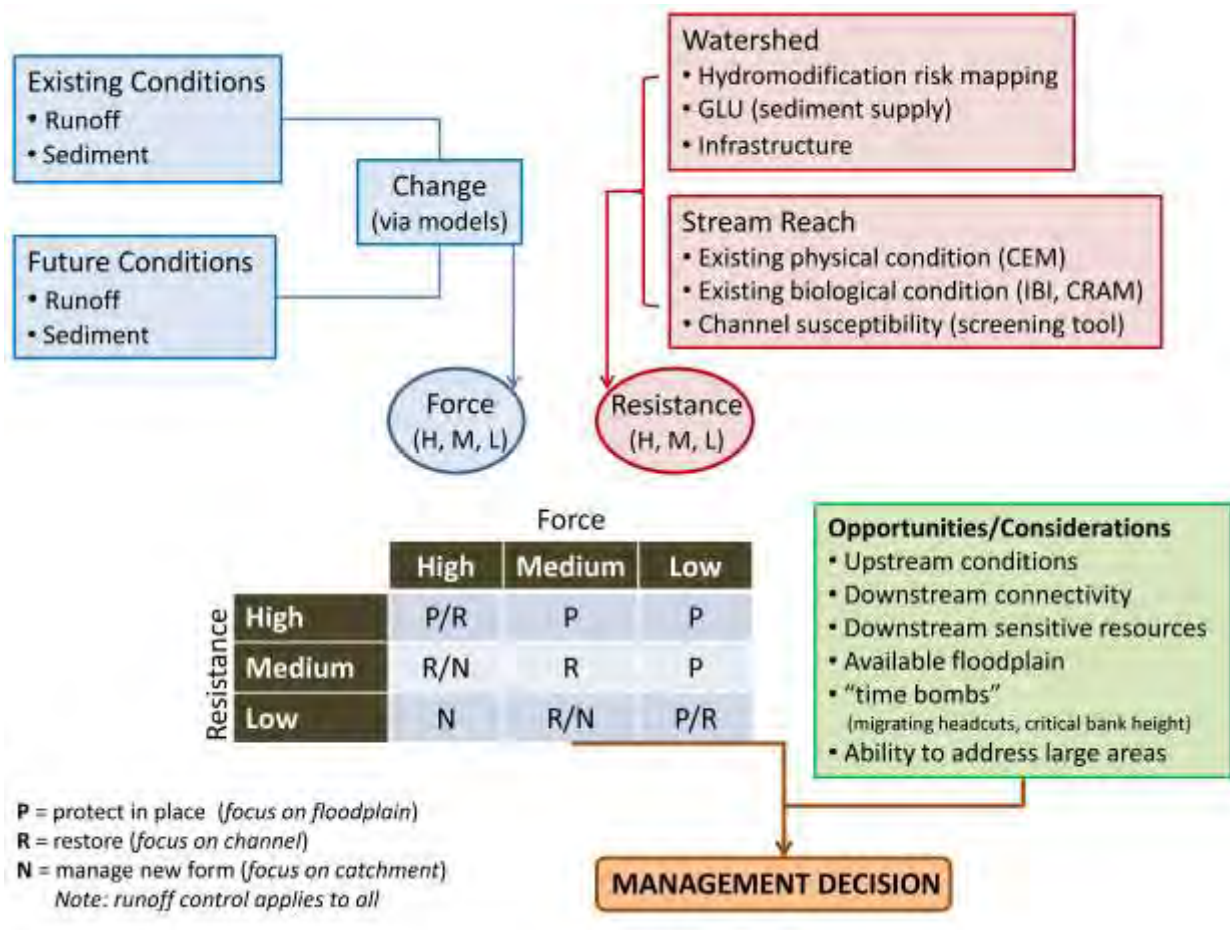 Existing Conditions
• Runoff
• Sediment
Future Conditions
• Runoff
• Sediment
Change
(via models)
Watershed
• Hydromodification risk mapping
• GLU (sediment supply)
• Infrastructure
Stream Reach
• Existing physical condition (CEM)
• Existing biological condition (IBI, CRAM)
• Channel susceptibility (screening tool)
Force
(H, M, L)
Resistance
(H, M, L)
Force
High Medium Low
Resistance
High P/R P P
Medium R/N R P
Low N R/N P/R
Opportunities/Considerations
• Upstream conditions
• Downstream connectivity
• Downstream sensitive resources
• Available floodplain
• “time bombs”
(migrating headcuts, critical bank height)
• Ability to address large areas
P = protect in place (focus on floodplain)
R = restore (focus on channel)
N = manage new form (focus on catchment)
Note: runoff control applies to all
MANAGEMENT DECISION